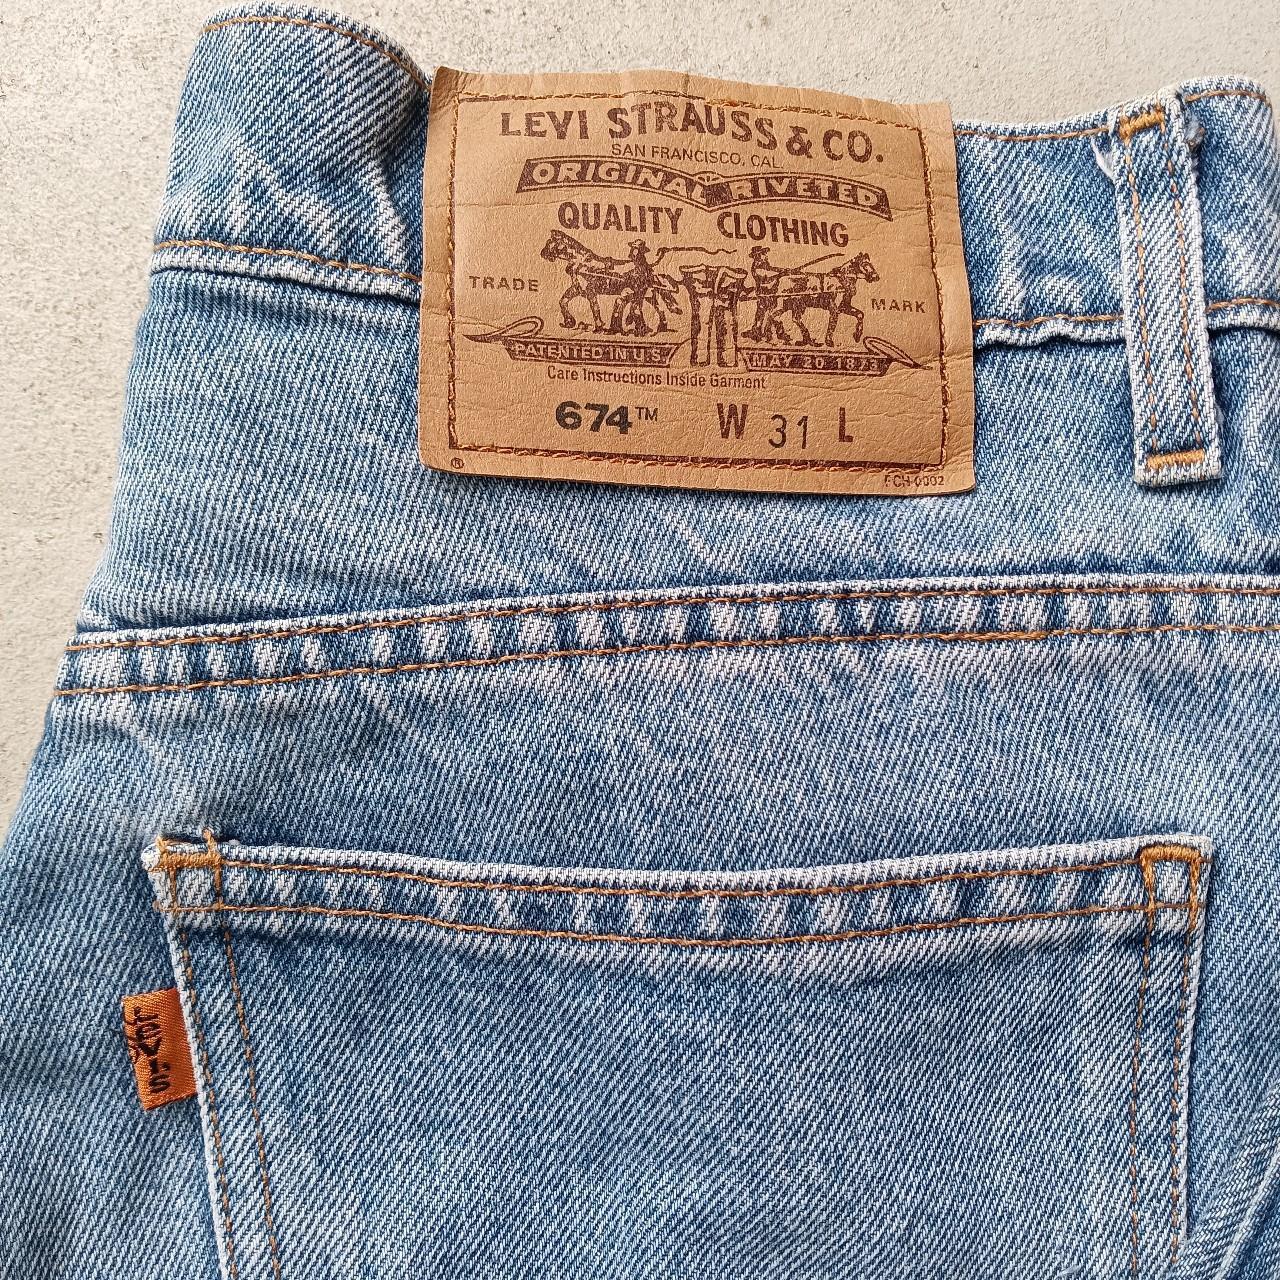 LEVI STRAUSS & CO.
SAN FRANCISCO, CAL.
ORIGINAL RIVETED
QUALITY CLOTHING
TRADE MARK
PATENTED IN U.S. MAY 20 1873
Care Instructions Inside Garment
674™ W 31 L
®
LEVI'S